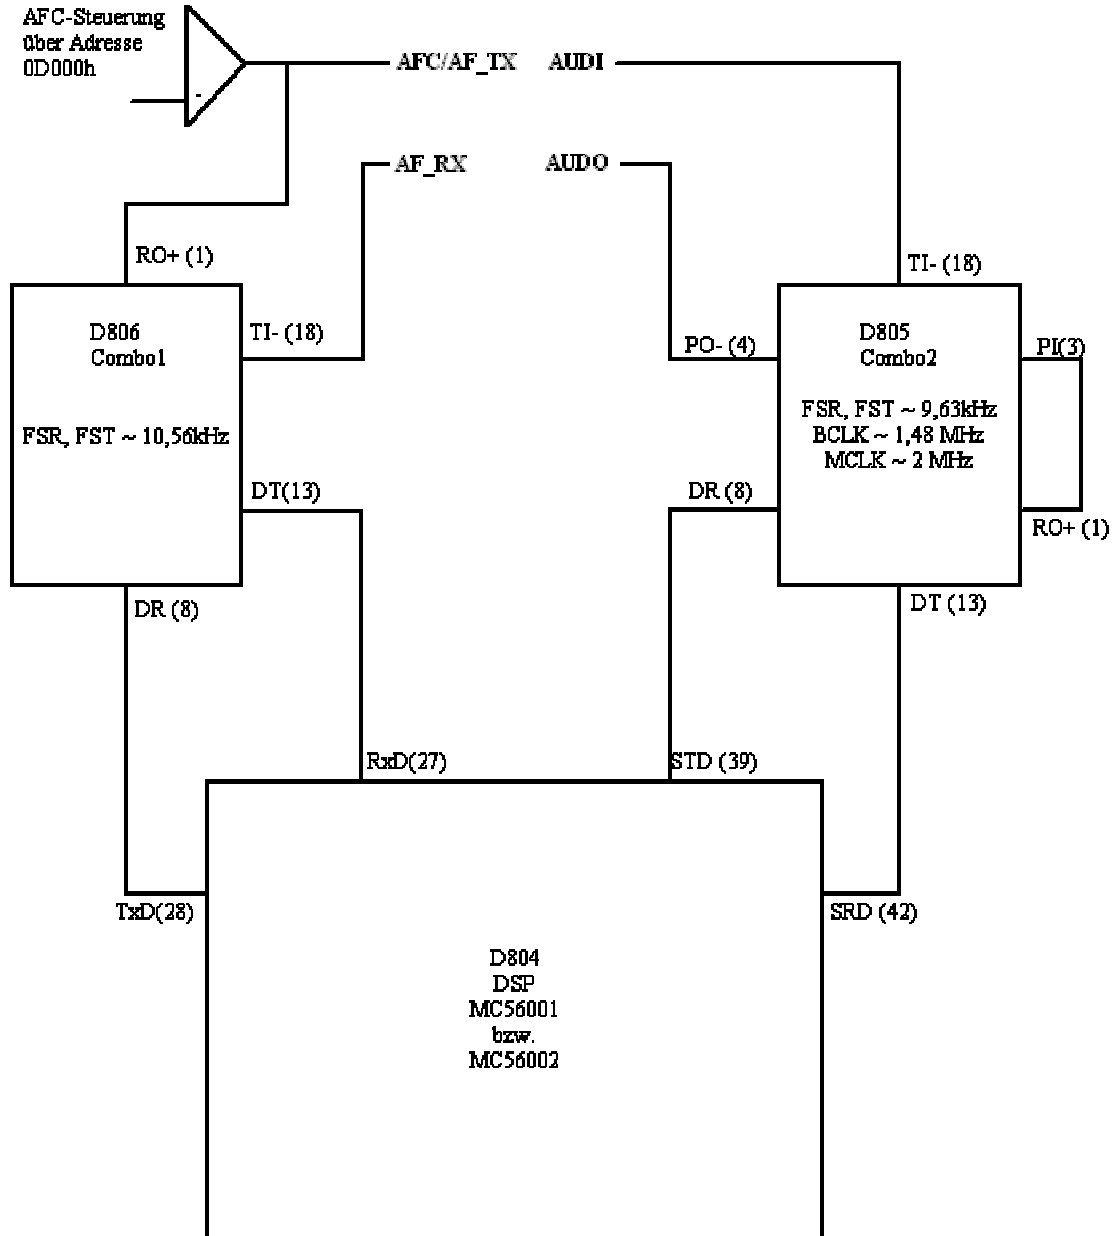 AFC-Steuerung
über Adresse
0D000h
-
AFC/AF_TX AUDI
AF_RX AUDO
RO+ (1)
TI- (18)
D806
Combo1
TI- (18)
FSR, FST ~ 10,56kHz
DT(13)
DR (8)
PO- (4)
D805
Combo2
PI(3)
FSR, FST ~ 9,63kHz
BCLK ~ 1,48 MHz
MCLK ~ 2 MHz
DR (8)
RO+ (1)
DT (13)
RxD(27)
STD (39)
TxD(28)
SRD (42)
D804
DSP
MC56001
bzw.
MC56002